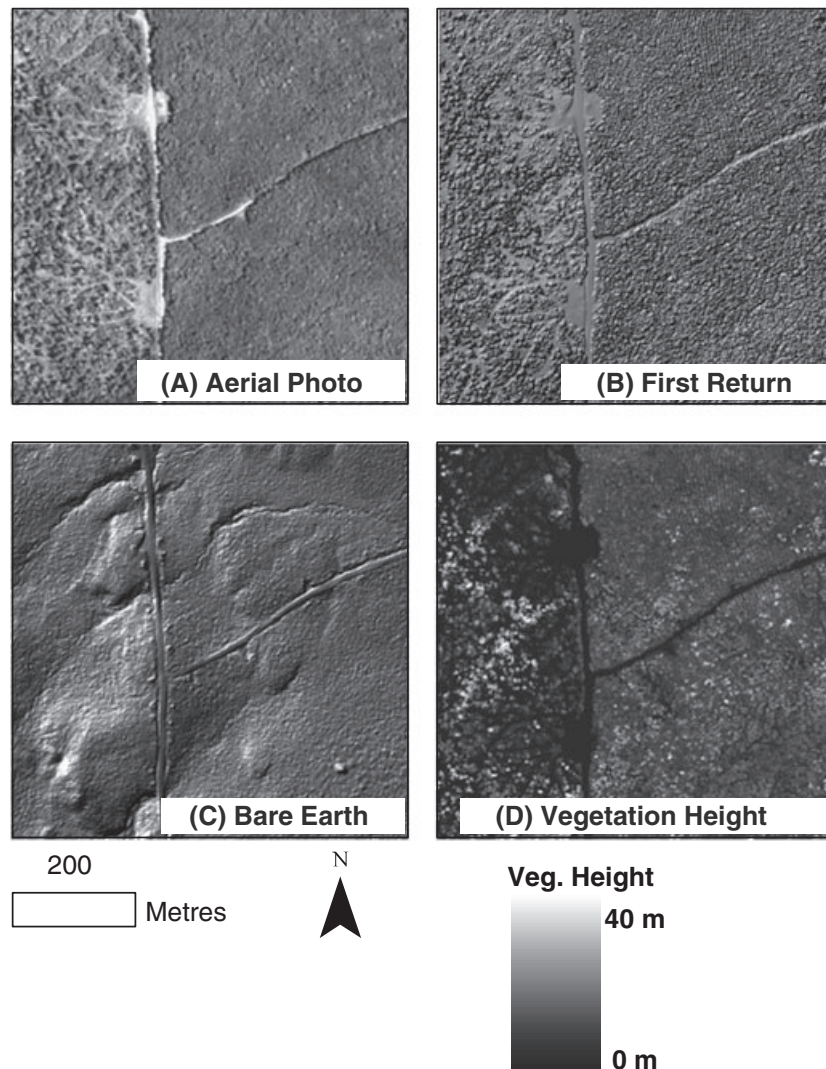 (A) Aerial Photo
(B) First Return
(C) Bare Earth
(D) Vegetation Height
200
Metres
N
Veg. Height
40 m
0 m